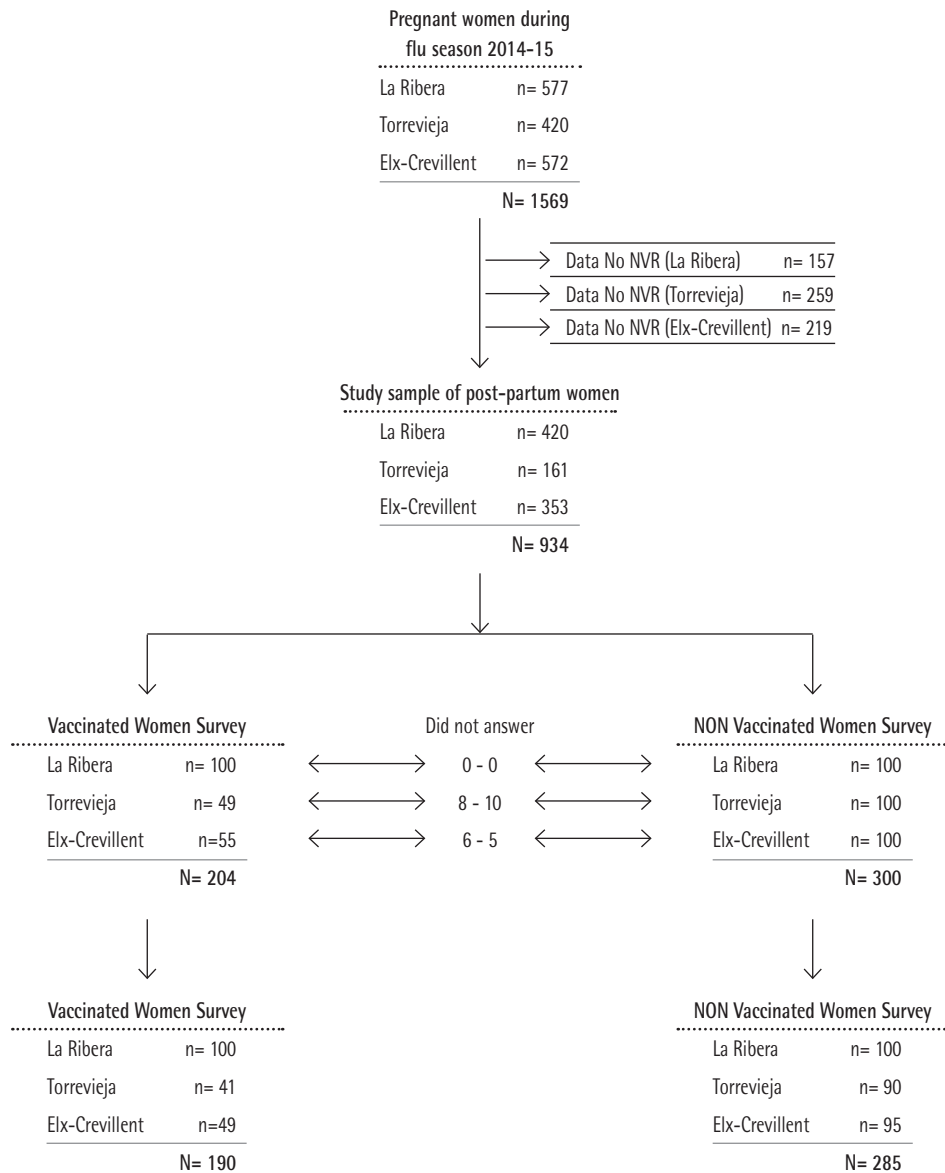 Pregnant women during
flu season 2014-15
La Ribera n= 577
Torrevieja n= 420
Elx-Crevillent n= 572
N= 1569
Data No NVR (La Ribera) n= 157
Data No NVR (Torrevieja) n= 259
Data No NVR (Elx-Crevillent) n= 219
Study sample of post-partum women
La Ribera n= 420
Torrevieja n= 161
Elx-Crevillent n= 353
N= 934
Vaccinated Women Survey
La Ribera n= 100
Torrevieja n= 49
Elx-Crevillent n=55
N= 204
Did not answer
0 - 0
8 - 10
6 - 5
NON Vaccinated Women Survey
La Ribera n= 100
Torrevieja n= 100
Elx-Crevillent n= 100
N= 300
Vaccinated Women Survey
La Ribera n= 100
Torrevieja n= 41
Elx-Crevillent n=49
N= 190
NON Vaccinated Women Survey
La Ribera n= 100
Torrevieja n= 90
Elx-Crevillent n= 95
N= 285